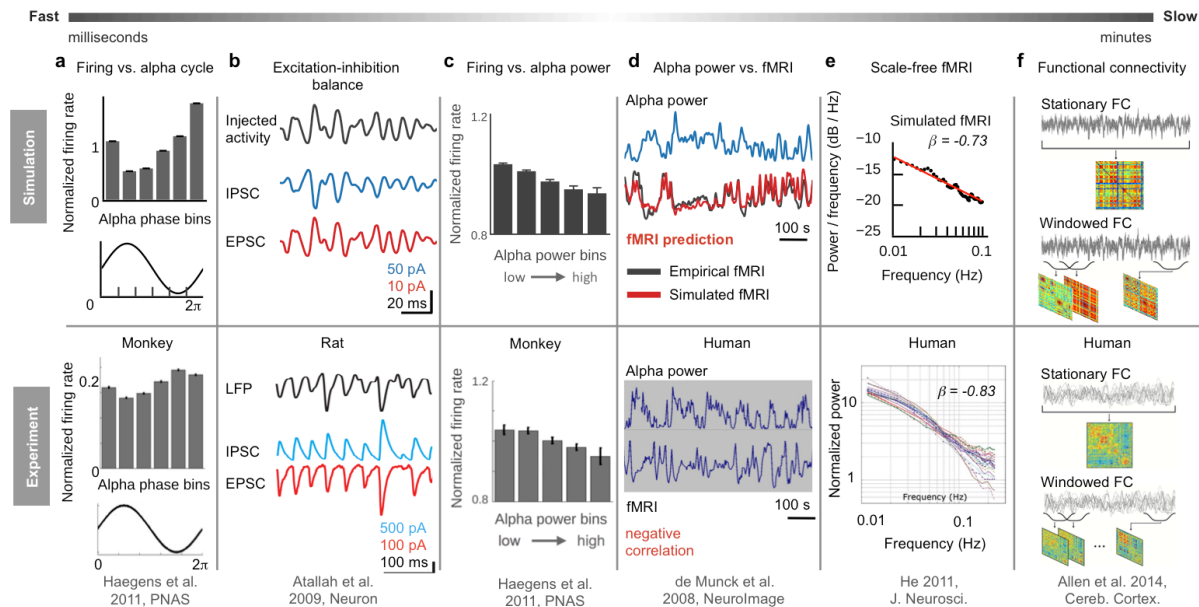 Fast
Slow
milliseconds
minutes
a Firing vs. alpha cycle
b Excitation-inhibition
balance
c Firing vs. alpha power
d Alpha power vs. fMRI
e Scale-free fMRI
f Functional connectivity
Simulation
Normalized firing rate
1
0
Alpha phase bins
0
2π
Injected
activity
IPSC
EPSC
50 pA
10 pA
20 ms
Normalized firing rate
1.2
0.8
Alpha power bins
low
high
Alpha power
fMRI prediction
100 s
Empirical fMRI
Simulated fMRI
Power / frequency (dB / Hz)
Simulated fMRI
β = -0.73
−10
−15
−20
−25
0.01
0.1
Frequency (Hz)
Stationary FC
Windowed FC
Experiment
Monkey
Normalized firing rate
0.2
0
Alpha phase bins
0
2π
Haegens et al.
2011, PNAS
Rat
LFP
IPSC
EPSC
500 pA
100 pA
100 ms
Atallah et al.
2009, Neuron
Monkey
Normalized firing rate
1.2
0.8
Alpha power bins
low
high
Haegens et al.
2011, PNAS
Human
Alpha power
fMRI
100 s
negative
correlation
de Munck et al.
2008, NeuroImage
Human
Normalized power
β = -0.83
10
1
Frequency (Hz)
0.01
0.1
Frequency (Hz)
He 2011,
J. Neurosci.
Human
Stationary FC
Windowed FC
...
Allen et al. 2014,
Cereb. Cortex.